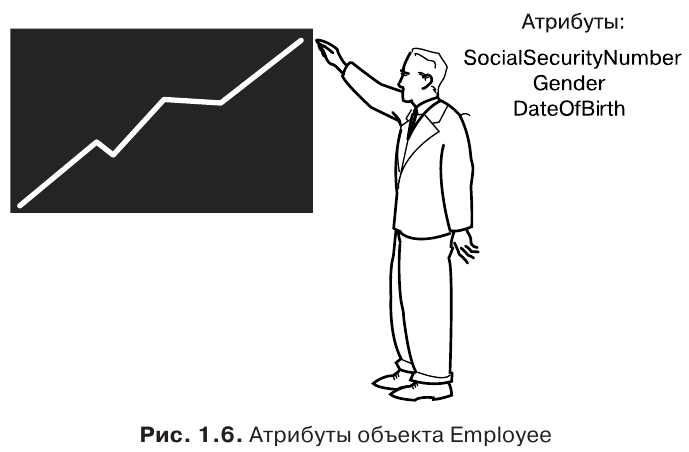 Атрибуты:
SocialSecurityNumber
Gender
DateOfBirth
Рис. 1.6. Атрибуты объекта Employee